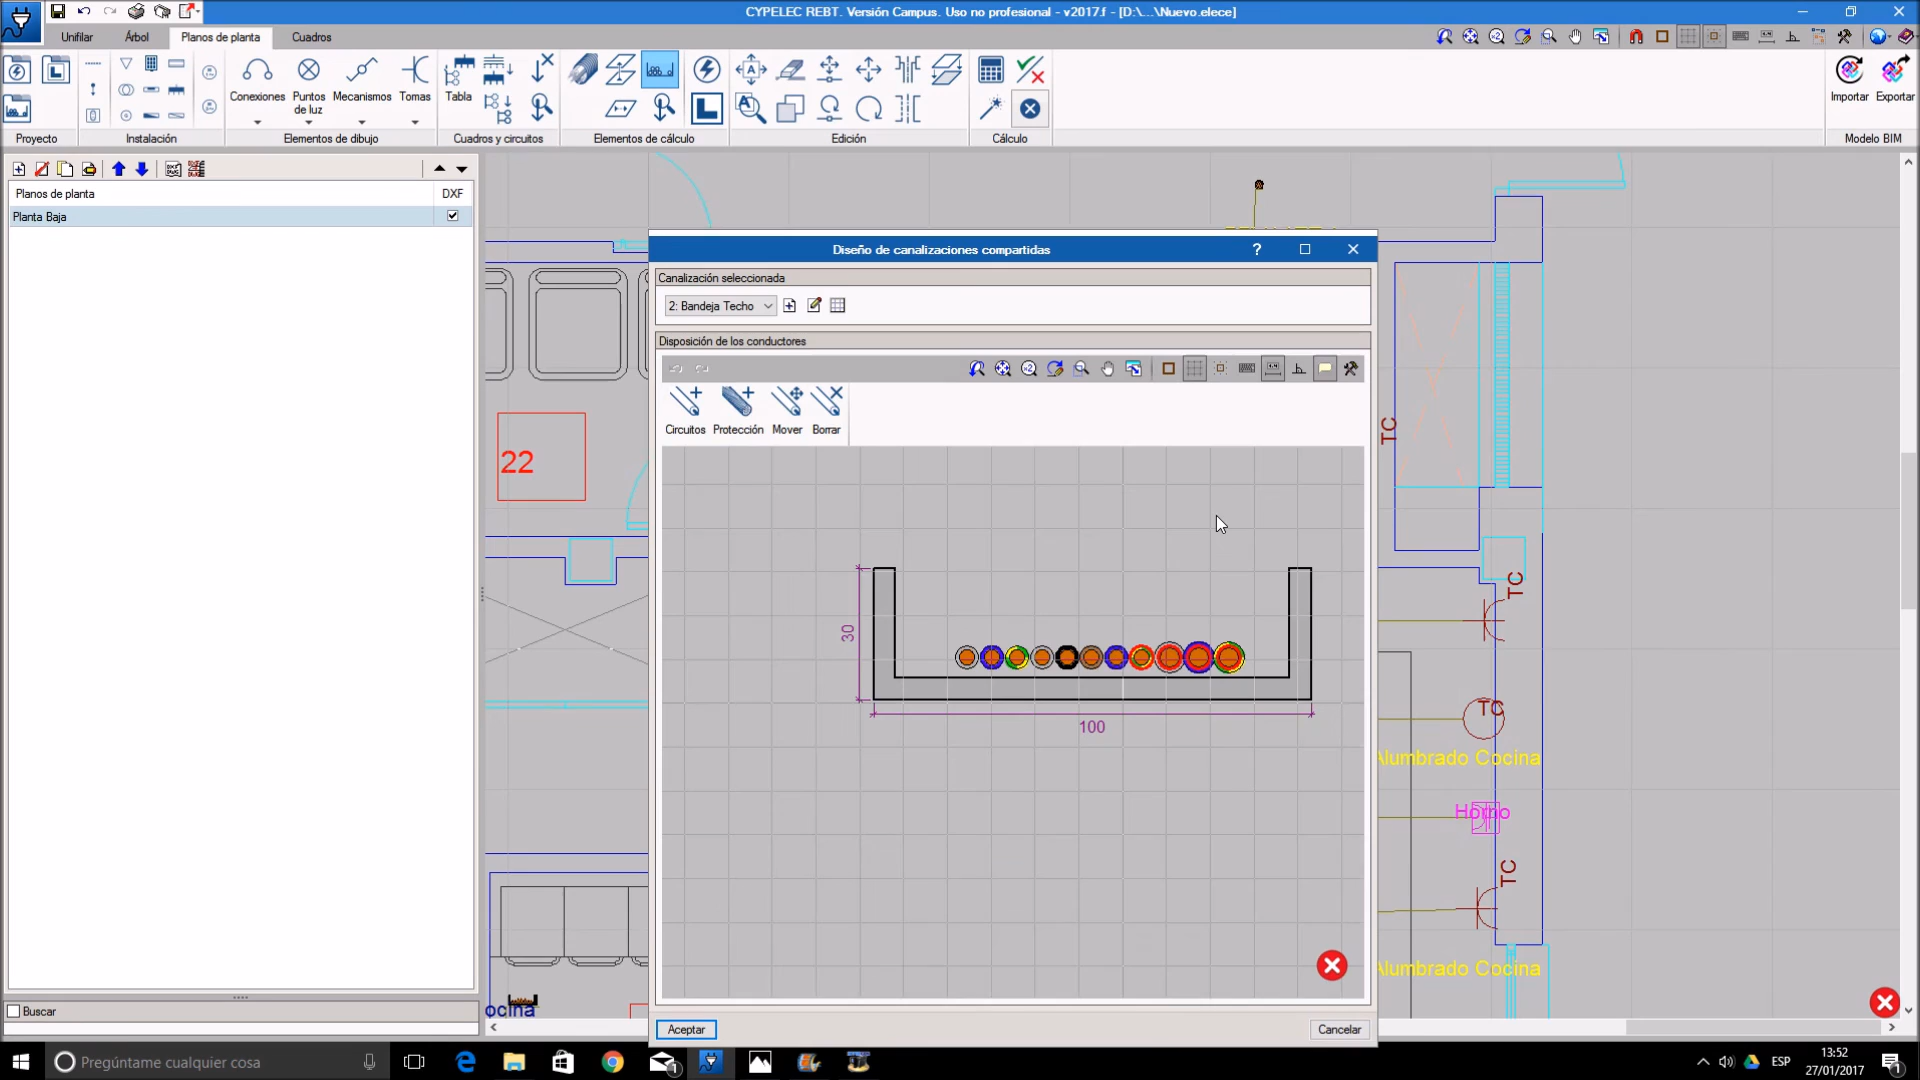 CYPELEC REBT. Versión Campus. Uso no profesional - v2017.f - [D:\...\Nuevo.elece]
Unifilar
Árbol
Planos de planta
Cuadros
Conexiones
Puntos de luz
Mecanismos
Tomas
Tabla
Importar
Exportar
Proyecto
Instalación
Elementos de dibujo
Cuadros y circuitos
Elementos de cálculo
Edición
Cálculo
Modelo BIM
Planos de planta
DXF
Planta Baja
Diseño de canalizaciones compartidas
?
Canalización seleccionada
2: Bandeja Techo
Disposición de los conductores
Circuitos
Protección
Mover
Borrar
22
30
100
TC
TC
TC
Alumbrado Cocina
Horno
TC
Alumbrado Cocina
ocina
Buscar
Aceptar
Cancelar
Pregúntame cualquier cosa
ESP
13:52
27/01/2017